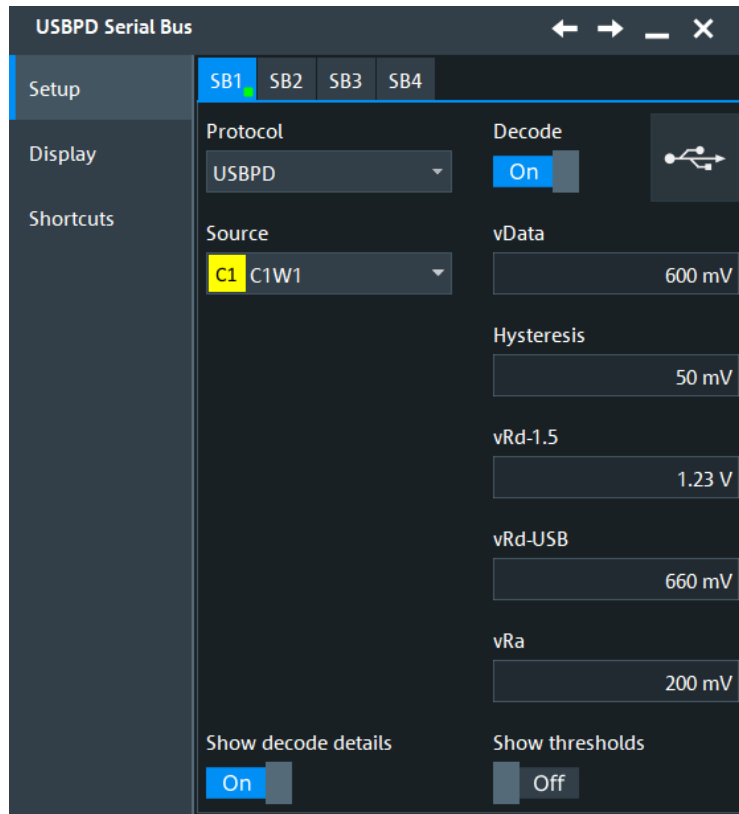 USBPD Serial Bus
Setup
Display
Shortcuts
SB1 SB2 SB3 SB4
Protocol
USBPD
Decode
On
Source
C1 C1W1
vData
600 mV
Hysteresis
50 mV
vRd-1.5
1.23 V
vRd-USB
660 mV
vRa
200 mV
Show decode details
On
Show thresholds
Off